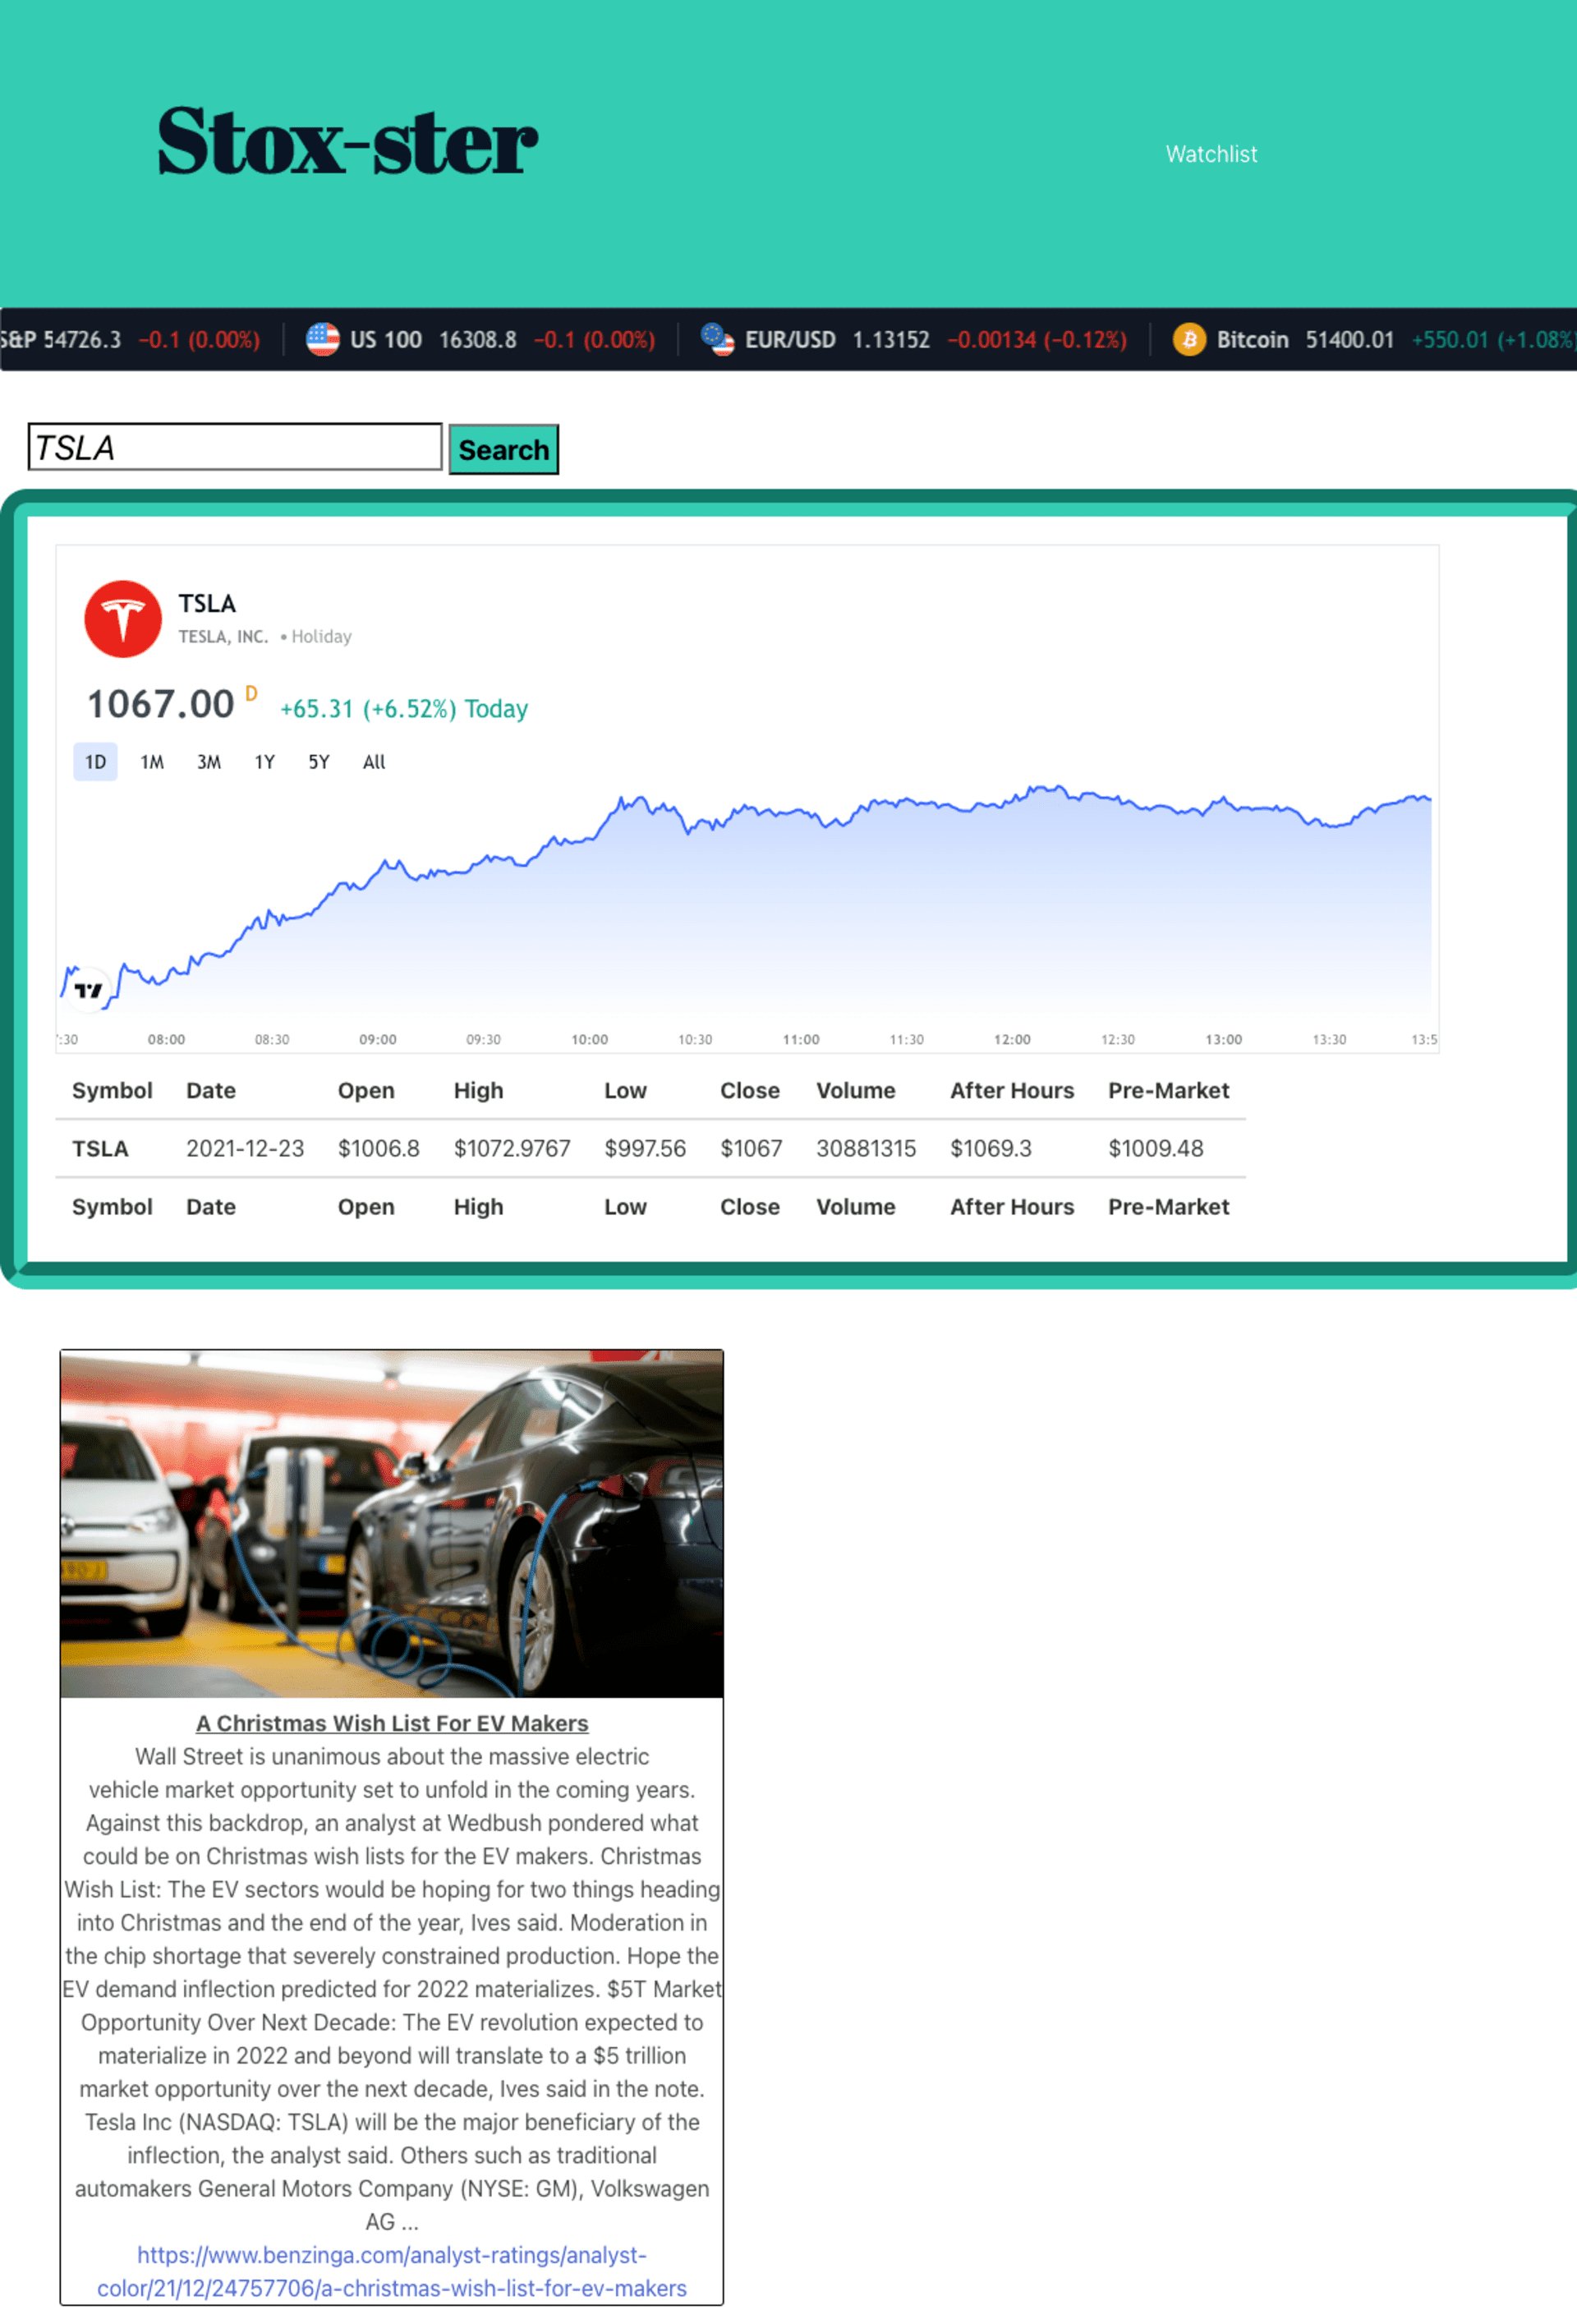 Stox-ster
Watchlist
S&P 54726.3 −0.1 (0.00%) US 100 16308.8 −0.1 (0.00%) EUR/USD 1.13152 −0.00134 (−0.12%) Bitcoin 51400.01 +550.01 (+1.08%)
TSLA Search
TSLA
TESLA, INC. • Holiday
1067.00 D +65.31 (+6.52%) Today
1D 1M 3M 1Y 5Y All
:30 08:00 08:30 09:00 09:30 10:00 10:30 11:00 11:30 12:00 12:30 13:00 13:30 13:5
Symbol Date Open High Low Close Volume After Hours Pre-Market
TSLA 2021-12-23 $1006.8 $1072.9767 $997.56 $1067 30881315 $1069.3 $1009.48
Symbol Date Open High Low Close Volume After Hours Pre-Market
A Christmas Wish List For EV Makers
Wall Street is unanimous about the massive electric
vehicle market opportunity set to unfold in the coming years.
Against this backdrop, an analyst at Wedbush pondered what
could be on Christmas wish lists for the EV makers. Christmas
Wish List: The EV sectors would be hoping for two things heading
into Christmas and the end of the year, Ives said. Moderation in
the chip shortage that severely constrained production. Hope the
EV demand inflection predicted for 2022 materializes. $5T Market
Opportunity Over Next Decade: The EV revolution expected to
materialize in 2022 and beyond will translate to a $5 trillion
market opportunity over the next decade, Ives said in the note.
Tesla Inc (NASDAQ: TSLA) will be the major beneficiary of the
inflection, the analyst said. Others such as traditional
automakers General Motors Company (NYSE: GM), Volkswagen
AG ...
https://www.benzinga.com/analyst-ratings/analyst-
color/21/12/24757706/a-christmas-wish-list-for-ev-makers